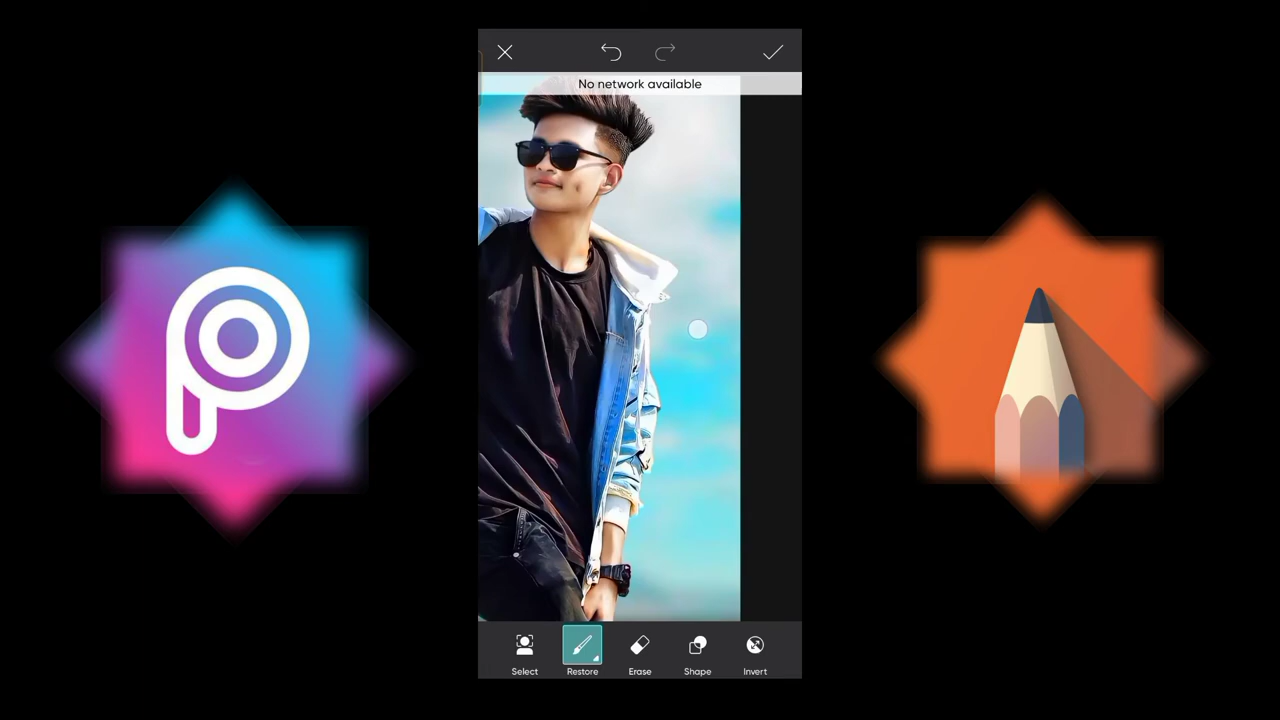 No network available
Select
Restore
Erase
Shape
Invert